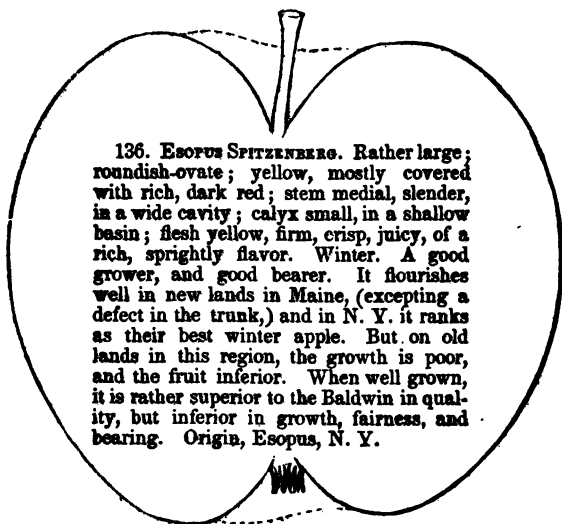 136. Esopus Spitzenberg. Rather large;
roundish-ovate; yellow, mostly covered
with rich, dark red; stem medial, slender,
in a wide cavity; calyx small, in a shallow
basin; flesh yellow, firm, crisp, juicy, of a
rich, sprightly flavor. Winter. A good
grower, and good bearer. It flourishes
well in new lands in Maine, (excepting a
defect in the trunk,) and in N. Y. it ranks
as their best winter apple. But on old
lands in this region, the growth is poor,
and the fruit inferior. When well grown,
it is rather superior to the Baldwin in qual-
ity, but inferior in growth, fairness, and
bearing. Origin, Esopus, N. Y.